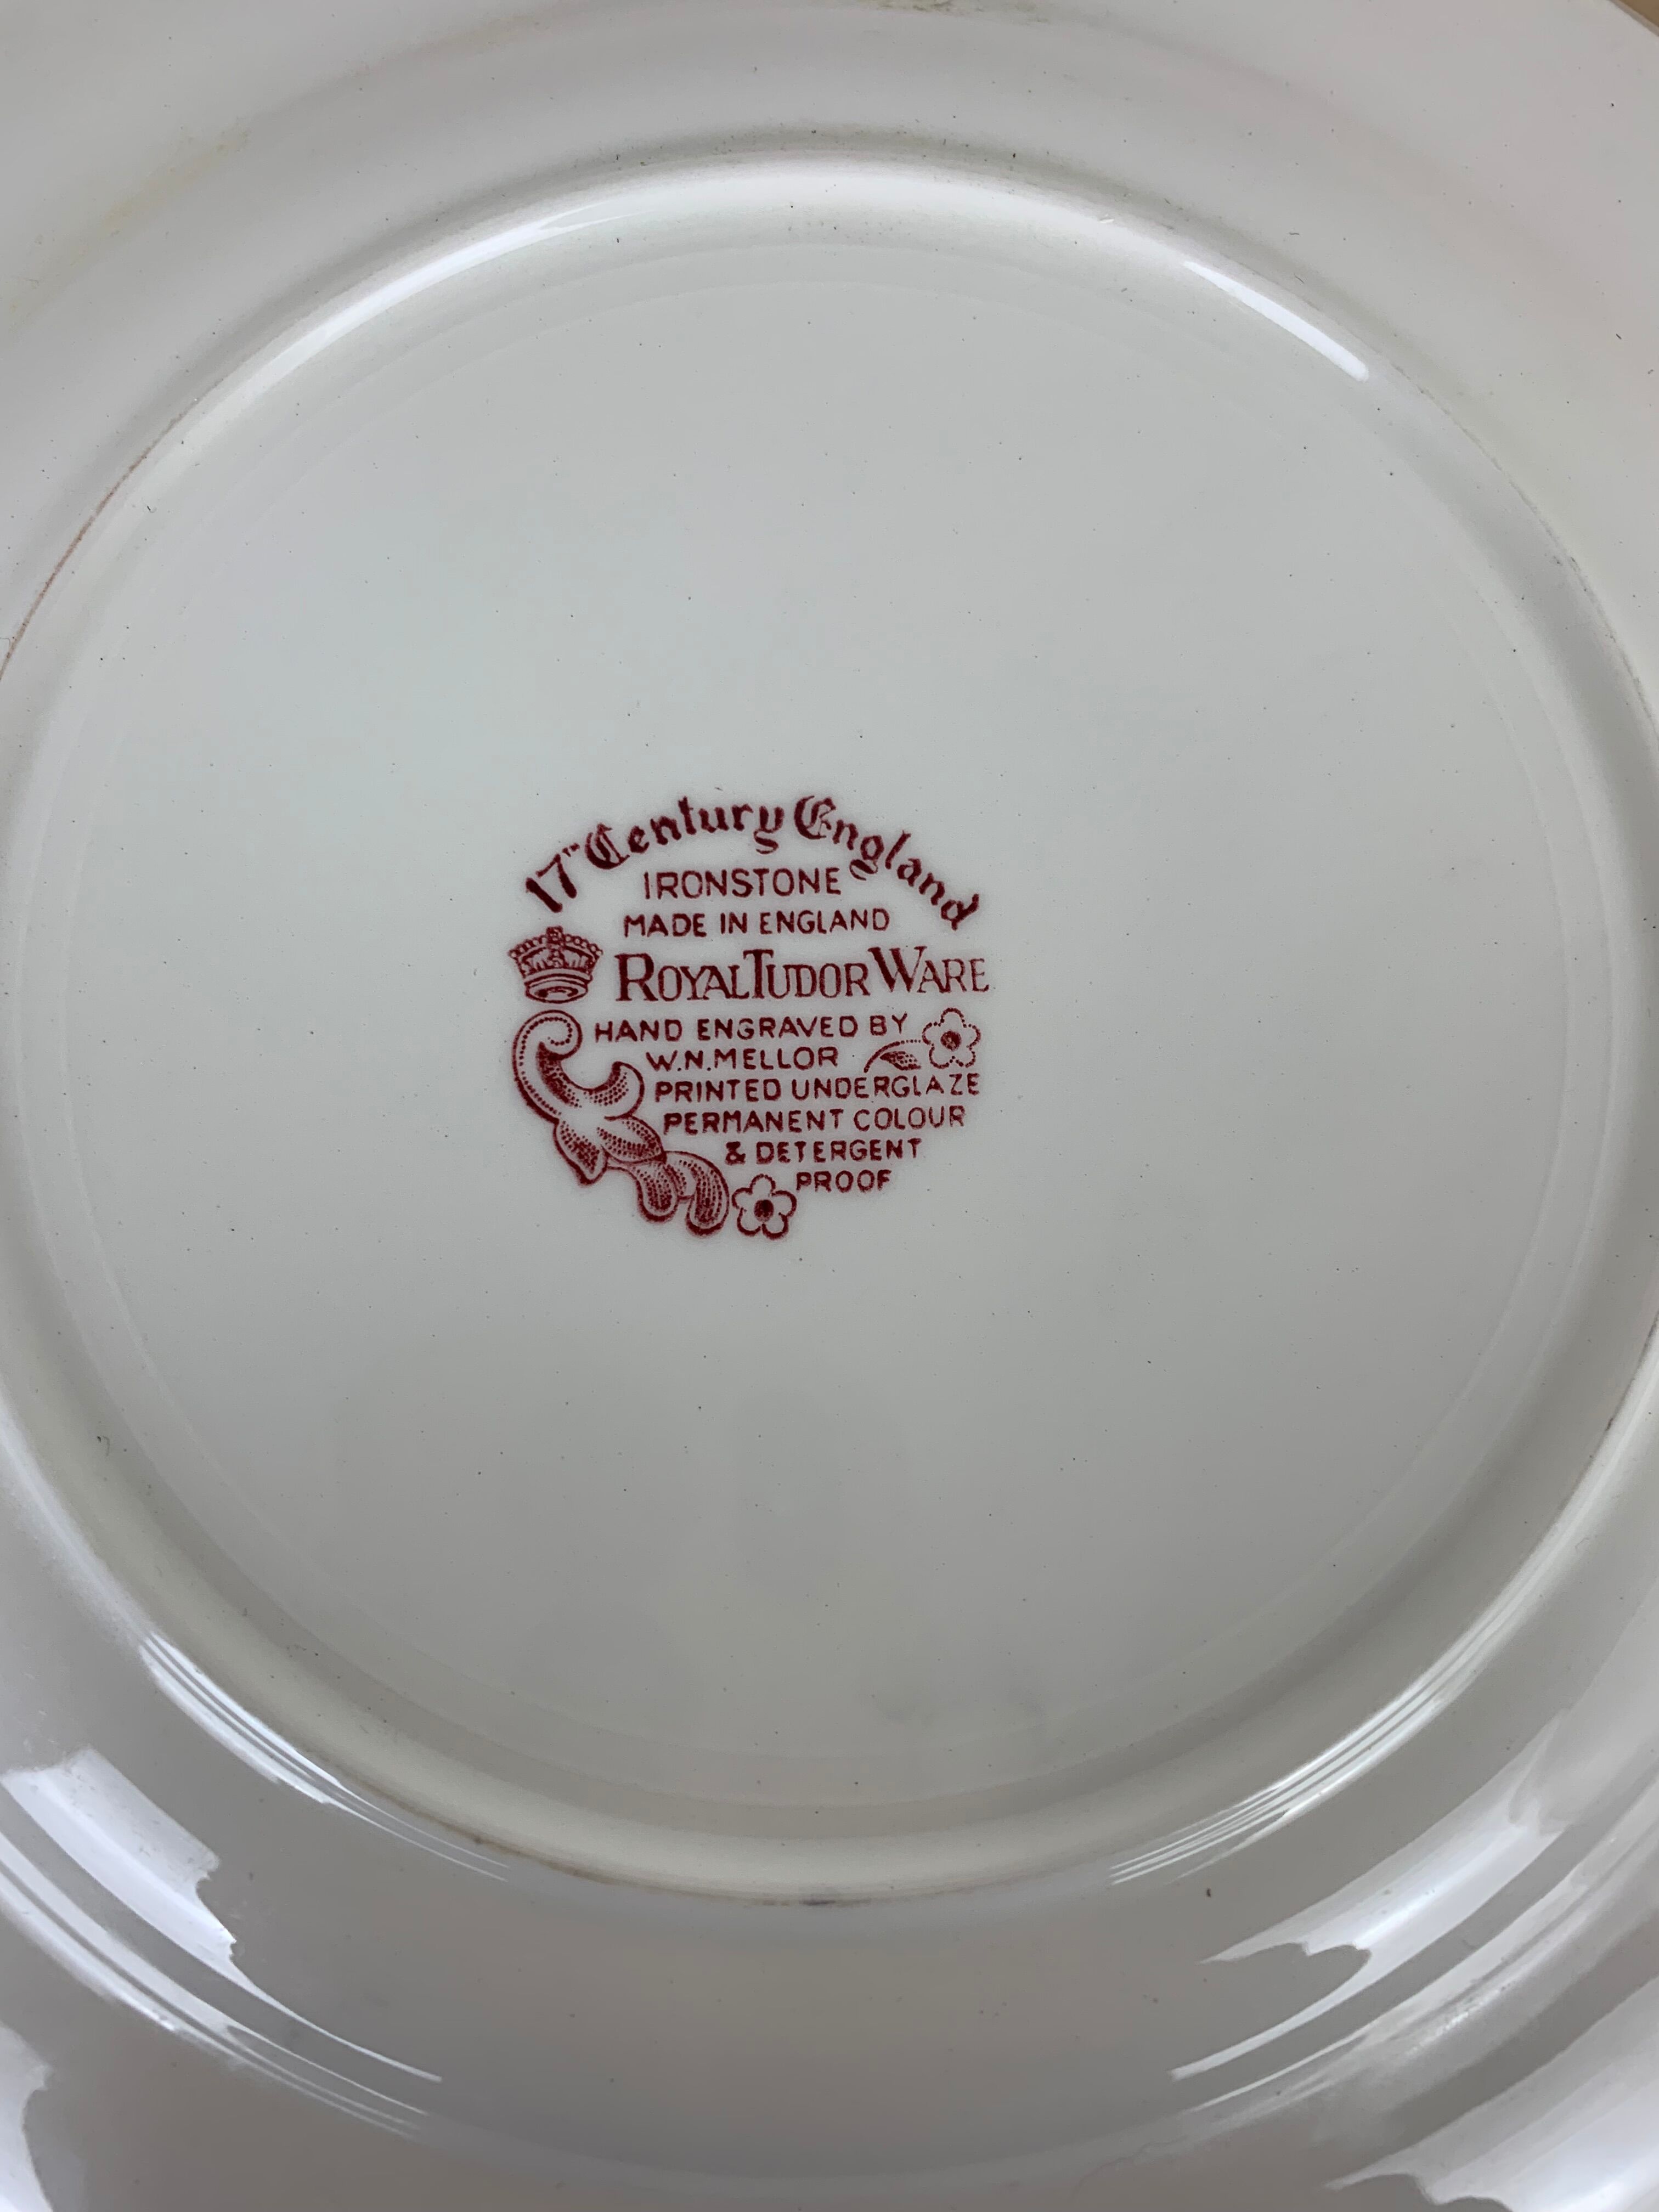 17TH Century England
IRONSTONE
MADE IN ENGLAND
ROYAL TUDOR WARE
HAND ENGRAVED BY
W.N.MELLOR
PRINTED UNDERGLAZE
PERMANENT COLOUR
& DETERGENT
PROOF